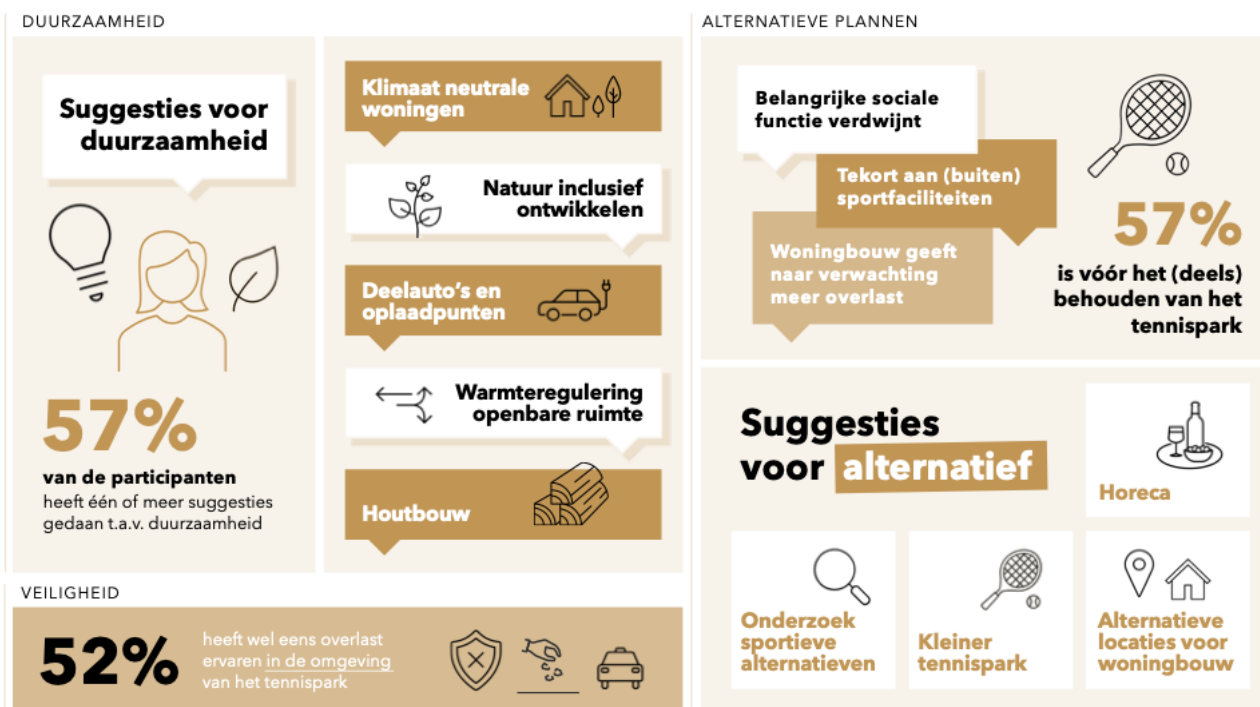 DUURZAAMHEID
Suggesties voor
duurzaamheid
57%
van de participanten
heeft één of meer suggesties
gedaan t.a.v. duurzaamheid
Klimaat neutrale
woningen
Natuur inclusief
ontwikkelen
Deelauto's en
oplaadpunten
Warmteregulering
openbare ruimte
Houtbouw
VEILIGHEID
52%
heeft wel eens overlast
ervaren in de omgeving
van het tennispark
ALTERNATIEVE PLANNEN
Belangrijke sociale
functie verdwijnt
Tekort aan (buiten)
sportfaciliteiten
Woningbouw geeft
naar verwachting
meer overlast
57%
is vóór het (deels)
behouden van het
tennispark
Suggesties
voor alternatief
Horeca
Onderzoek
sportieve
alternatieven
Kleiner
tennispark
Alternatieve
locaties voor
woningbouw